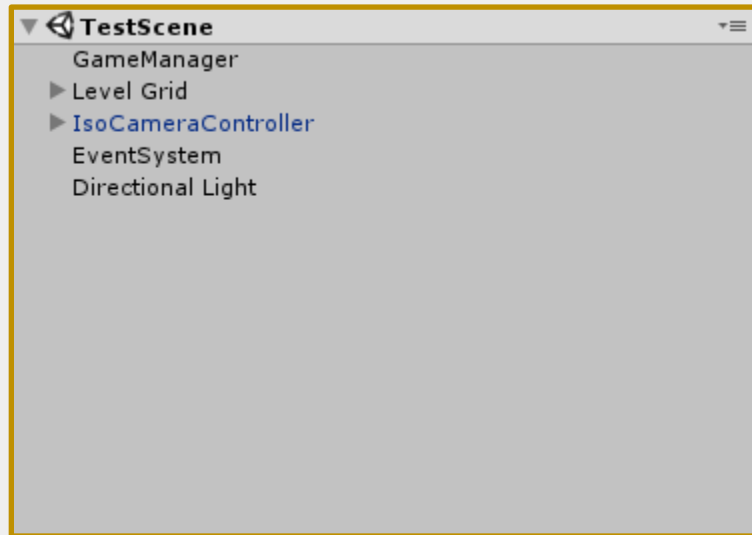 TestScene
GameManager
Level Grid
IsoCameraController
EventSystem
Directional Light